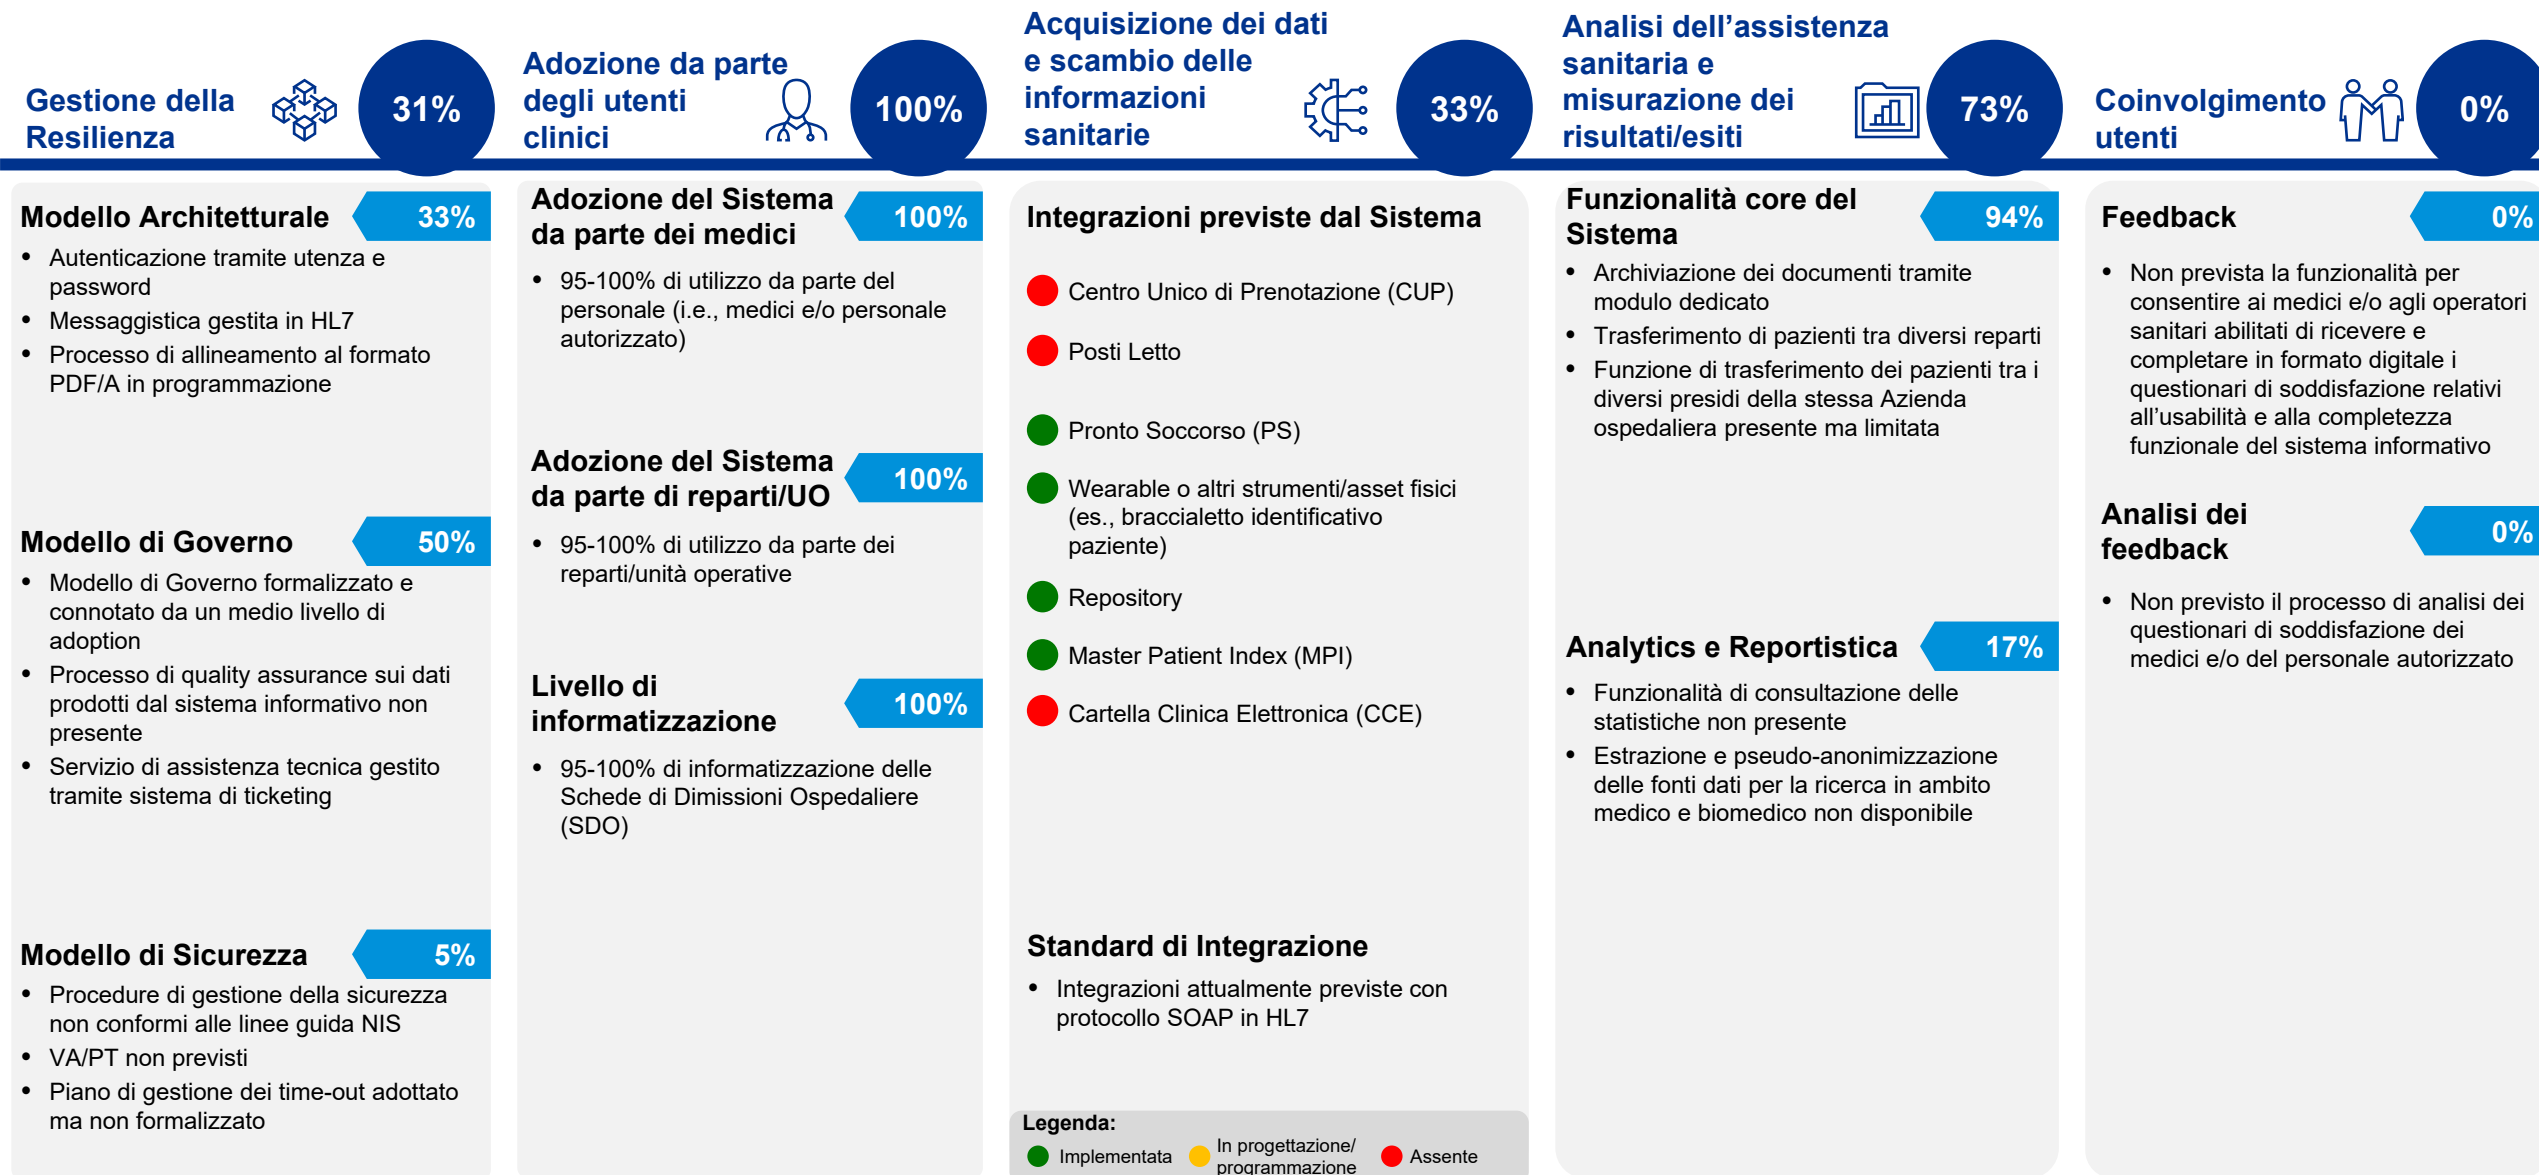 Gestione della
Resilienza
31%
Adozione da parte
degli utenti
clinici
100%
Acquisizione dei dati
e scambio delle
informazioni
sanitarie
33%
Analisi dell’assistenza
sanitaria e
misurazione dei
risultati/esiti
73%
Coinvolgimento
utenti
0%
Modello Architetturale
33%
• Autenticazione tramite utenza e
password
• Messaggistica gestita in HL7
• Processo di allineamento al formato
PDF/A in programmazione
Modello di Governo
50%
• Modello di Governo formalizzato e
connotato da un medio livello di
adoption
• Processo di quality assurance sui dati
prodotti dal sistema informativo non
presente
• Servizio di assistenza tecnica gestito
tramite sistema di ticketing
Modello di Sicurezza
5%
• Procedure di gestione della sicurezza
non conformi alle linee guida NIS
• VA/PT non previsti
• Piano di gestione dei time-out adottato
ma non formalizzato
Adozione del Sistema
da parte dei medici
100%
• 95-100% di utilizzo da parte del
personale (i.e., medici e/o personale
autorizzato)
Adozione del Sistema
da parte di reparti/UO
100%
• 95-100% di utilizzo da parte dei
reparti/unità operative
Livello di
informatizzazione
100%
• 95-100% di informatizzazione delle
Schede di Dimissioni Ospedaliere
(SDO)
Integrazioni previste dal Sistema
Centro Unico di Prenotazione (CUP)
Posti Letto
Pronto Soccorso (PS)
Wearable o altri strumenti/asset fisici
(es., braccialetto identificativo
paziente)
Repository
Master Patient Index (MPI)
Cartella Clinica Elettronica (CCE)
Standard di Integrazione
• Integrazioni attualmente previste con
protocollo SOAP in HL7
Legenda:
Implementata
In progettazione/
programmazione
Assente
Funzionalità core del
Sistema
94%
• Archiviazione dei documenti tramite
modulo dedicato
• Trasferimento di pazienti tra diversi reparti
• Funzione di trasferimento dei pazienti tra i
diversi presidi della stessa Azienda
ospedaliera presente ma limitata
Analytics e Reportistica
17%
• Funzionalità di consultazione delle
statistiche non presente
• Estrazione e pseudo-anonimizzazione
delle fonti dati per la ricerca in ambito
medico e biomedico non disponibile
Feedback
0%
• Non prevista la funzionalità per
consentire ai medici e/o agli operatori
sanitari abilitati di ricevere e
completare in formato digitale i
questionari di soddisfazione relativi
all’usabilità e alla completezza
funzionale del sistema informativo
Analisi dei
feedback
0%
• Non previsto il processo di analisi dei
questionari di soddisfazione dei
medici e/o del personale autorizzato